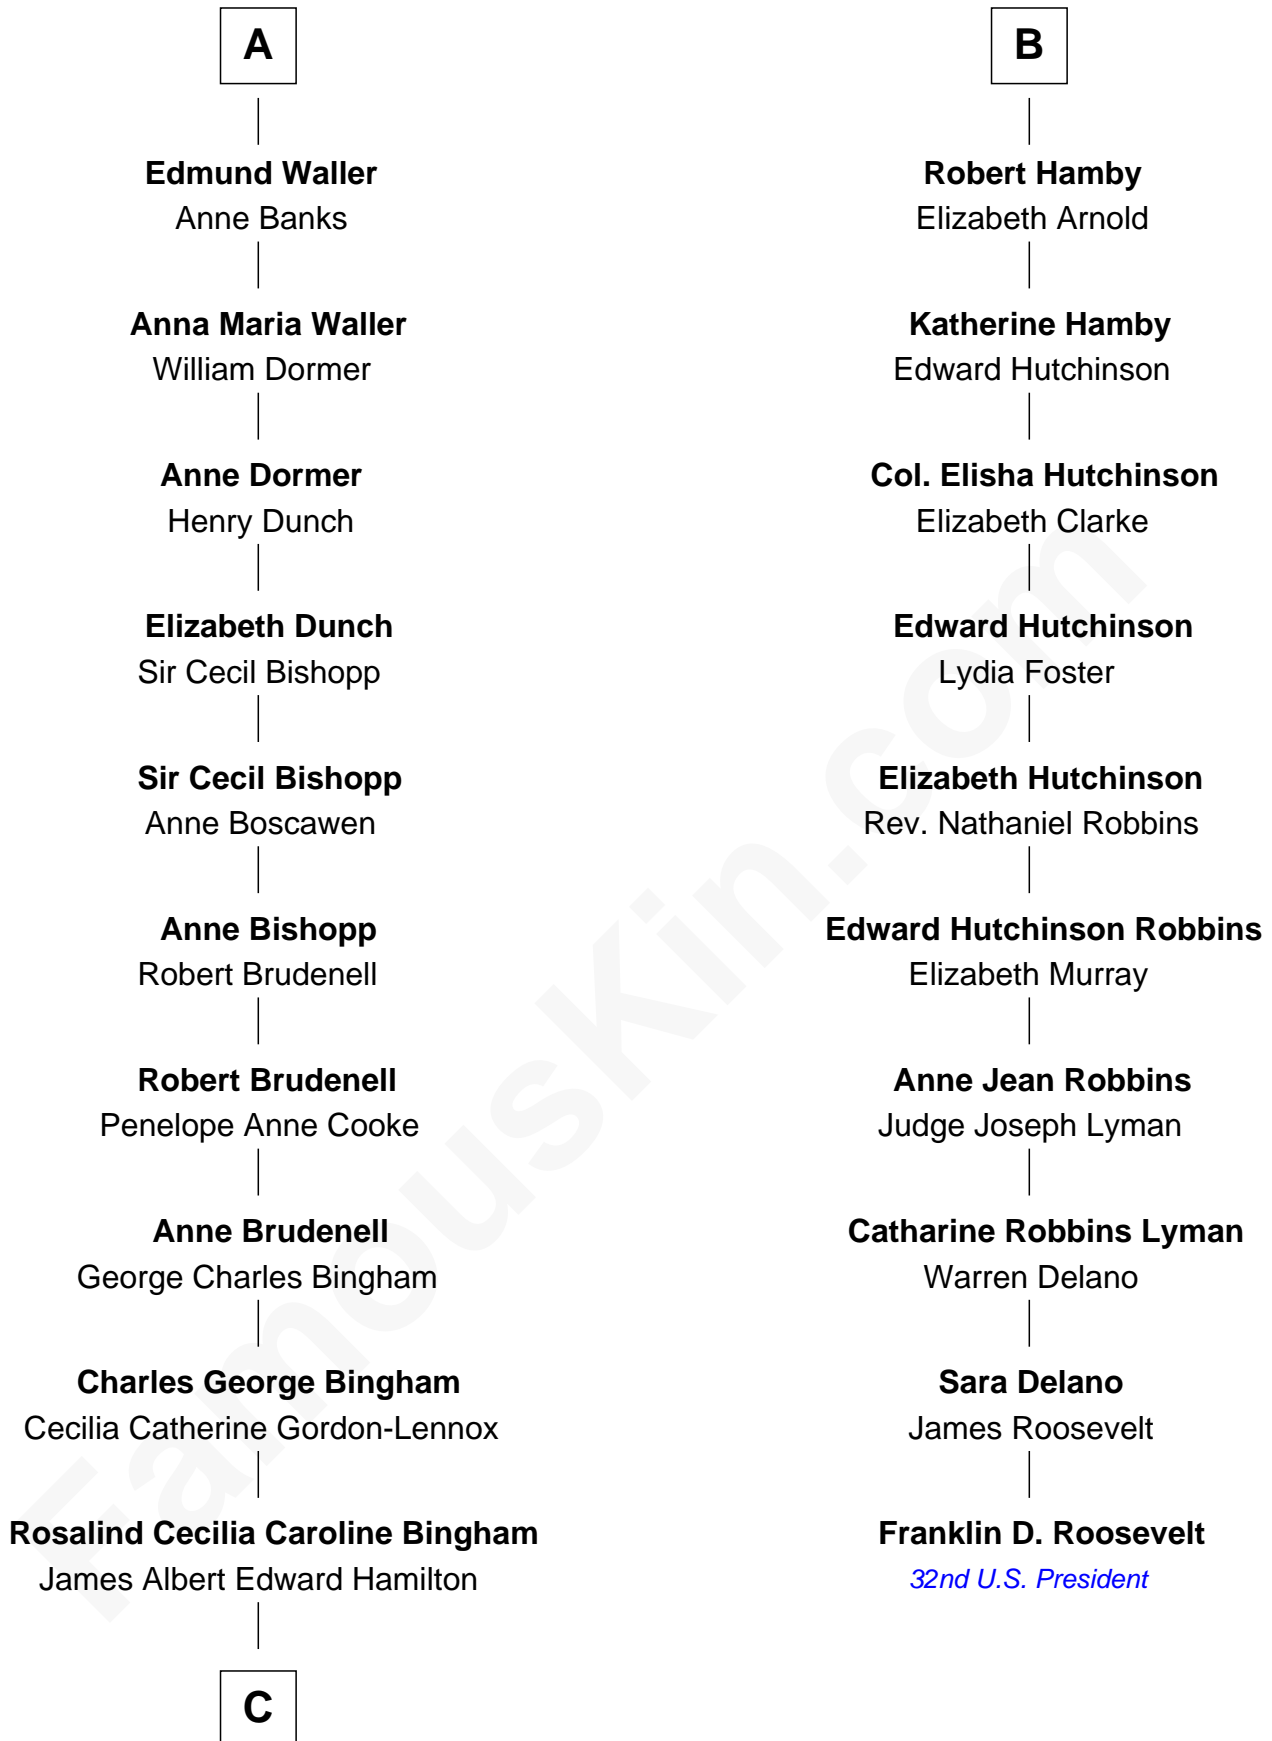 A
Edmund Waller
Anne Banks
Anna Maria Waller
William Dormer
Anne Dormer
Henry Dunch
Elizabeth Dunch
Sir Cecil Bishopp
Sir Cecil Bishopp
Anne Boscawen
Anne Bishopp
Robert Brudenell
Robert Brudenell
Penelope Anne Cooke
Anne Brudenell
George Charles Bingham
Charles George Bingham
Cecilia Catherine Gordon-Lennox
Rosalind Cecilia Caroline Bingham
James Albert Edward Hamilton
C
B
Robert Hamby
Elizabeth Arnold
Katherine Hamby
Edward Hutchinson
Col. Elisha Hutchinson
Elizabeth Clarke
Edward Hutchinson
Lydia Foster
Elizabeth Hutchinson
Rev. Nathaniel Robbins
Edward Hutchinson Robbins
Elizabeth Murray
Anne Jean Robbins
Judge Joseph Lyman
Catharine Robbins Lyman
Warren Delano
Sara Delano
James Roosevelt
Franklin D. Roosevelt
32nd U.S. President
FamousKin.com